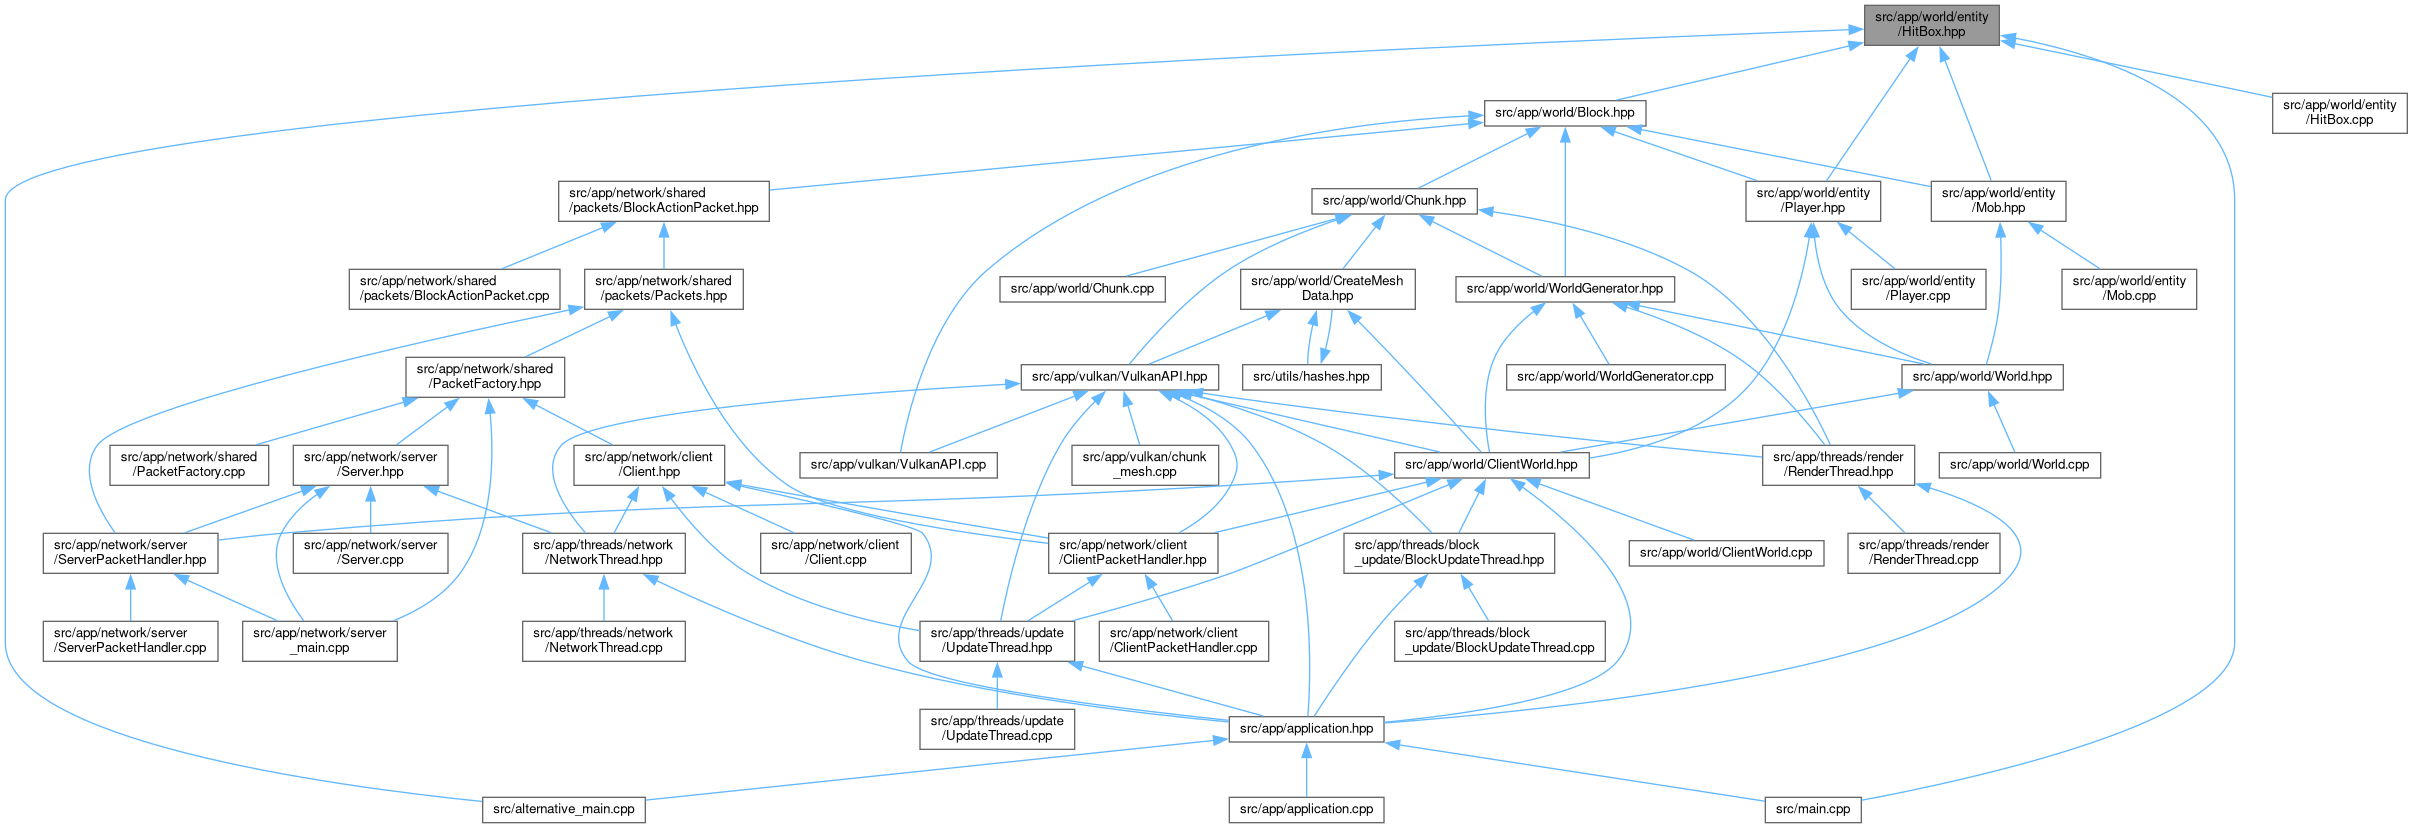 src/app/world/entity
/HitBox.hpp
src/app/world/Block.hpp
src/app/world/entity
/HitBox.cpp
src/app/network/shared
/packets/BlockActionPacket.hpp
src/app/world/Chunk.hpp
src/app/world/entity
/Player.hpp
src/app/world/entity
/Mob.hpp
src/app/network/shared
/packets/BlockActionPacket.cpp
src/app/network/shared
/packets/Packets.hpp
src/app/world/Chunk.cpp
src/app/world/CreateMesh
Data.hpp
src/app/world/WorldGenerator.hpp
src/app/world/entity
/Player.cpp
src/app/world/entity
/Mob.cpp
src/app/network/shared
/PacketFactory.hpp
src/app/vulkan/VulkanAPI.hpp
src/utils/hashes.hpp
src/app/world/WorldGenerator.cpp
src/app/world/World.hpp
src/app/network/shared
/PacketFactory.cpp
src/app/network/server
/Server.hpp
src/app/network/client
/Client.hpp
src/app/vulkan/VulkanAPI.cpp
src/app/vulkan/chunk
_mesh.cpp
src/app/world/ClientWorld.hpp
src/app/threads/render
/RenderThread.hpp
src/app/world/World.cpp
src/app/network/server
/ServerPacketHandler.hpp
src/app/network/server
/Server.cpp
src/app/threads/network
/NetworkThread.hpp
src/app/network/client
/Client.cpp
src/app/network/client
/ClientPacketHandler.hpp
src/app/threads/block
_update/BlockUpdateThread.hpp
src/app/world/ClientWorld.cpp
src/app/threads/render
/RenderThread.cpp
src/app/network/server
/ServerPacketHandler.cpp
src/app/network/server
_main.cpp
src/app/threads/network
/NetworkThread.cpp
src/app/threads/update
/UpdateThread.hpp
src/app/network/client
/ClientPacketHandler.cpp
src/app/threads/block
_update/BlockUpdateThread.cpp
src/app/threads/update
/UpdateThread.cpp
src/app/application.hpp
src/alternative_main.cpp
src/app/application.cpp
src/main.cpp